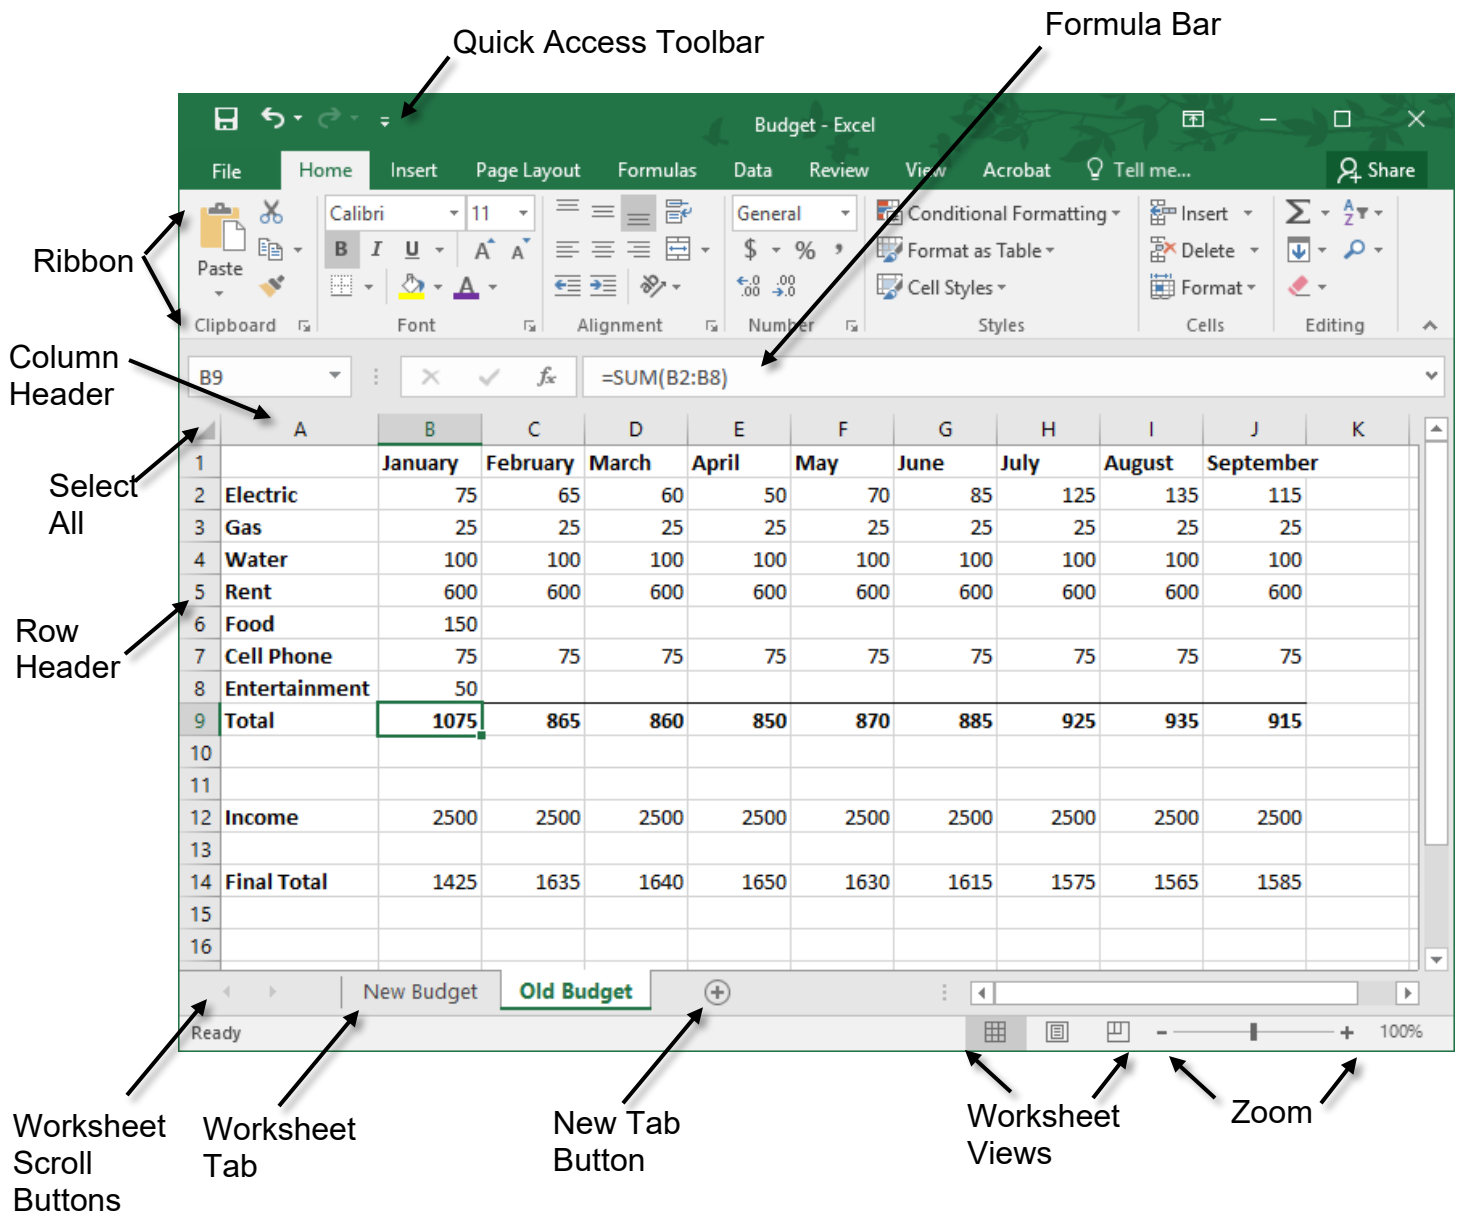 Quick Access Toolbar
Formula Bar
Budget - Excel
File Home Insert Page Layout Formulas Data Review View Acrobat Tell me... Share
Ribbon
Paste
Calibri 11
B I U A A
A
General
$ % ,
.0 .00
.00 .0
Conditional Formatting
Format as Table
Cell Styles
Insert
Delete
Format
Σ A Z
Clipboard Font Alignment Number Styles Cells Editing
Column
Header
B9 fx =SUM(B2:B8)
A B C D E F G H I J K
Select
All
1 January February March April May June July August September
2 Electric 75 65 60 50 70 85 125 135 115
3 Gas 25 25 25 25 25 25 25 25 25
4 Water 100 100 100 100 100 100 100 100 100
5 Rent 600 600 600 600 600 600 600 600 600
6 Food 150
7 Cell Phone 75 75 75 75 75 75 75 75 75
8 Entertainment 50
9 Total 1075 865 860 850 870 885 925 935 915
10
11
12 Income 2500 2500 2500 2500 2500 2500 2500 2500 2500
13
14 Final Total 1425 1635 1640 1650 1630 1615 1575 1565 1585
15
16
Row
Header
New Budget Old Budget
Ready 100%
Worksheet
Scroll
Buttons
Worksheet
Tab
New Tab
Button
Worksheet
Views
Zoom